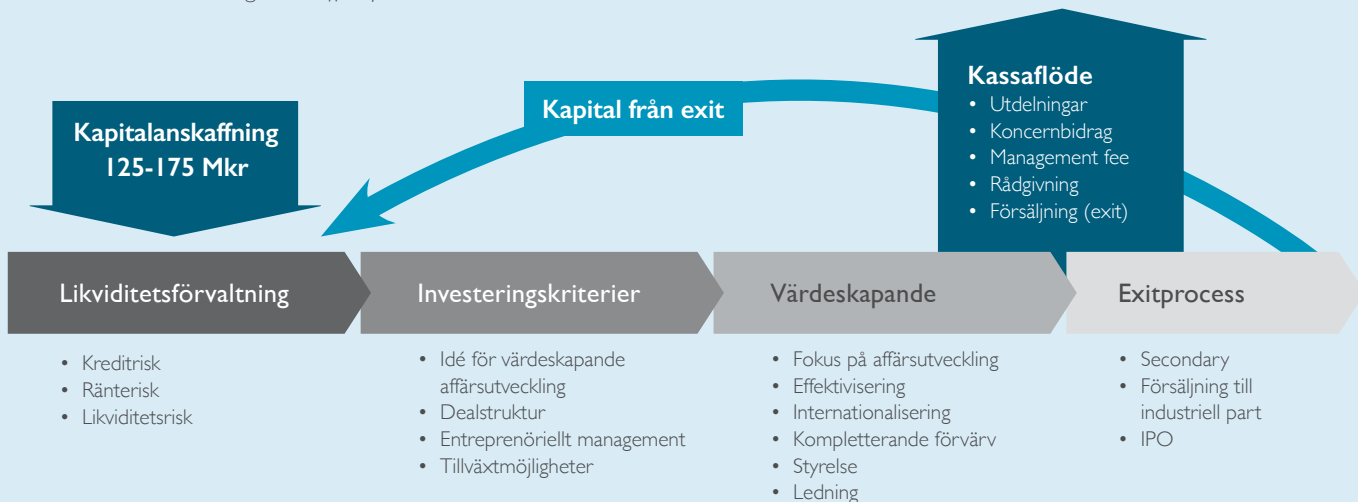 Kassaflöde
• Utdelningar
• Koncernbidrag
• Management fee
• Rådgivning
• Försäljning (exit)
Kapital från exit
Kapitalanskaffning
125-175 Mkr
Likviditetsförvaltning
• Kreditrisk
• Ränterisk
• Likviditetsrisk
Investeringskriterier
• Idé för värdeskapande
affärsutveckling
• Dealstruktur
• Entreprenöriellt management
• Tillväxtmöjligheter
Värdeskapande
• Fokus på affärsutveckling
• Effektivisering
• Internationalisering
• Kompletterande förvärv
• Styrelse
• Ledning
Exitprocess
• Secondary
• Försäljning till
industriell part
• IPO